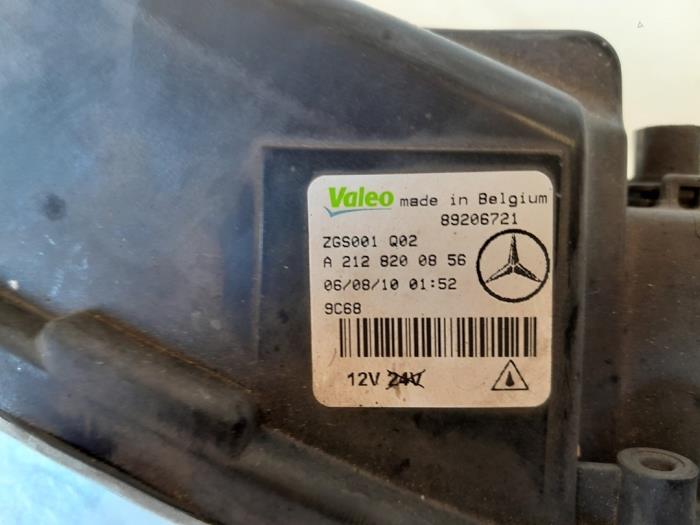 Valeo made in Belgium
89206721
ZGS001 Q02
A 212 820 08 56
06/08/10 01:52
9C68
12V 24V